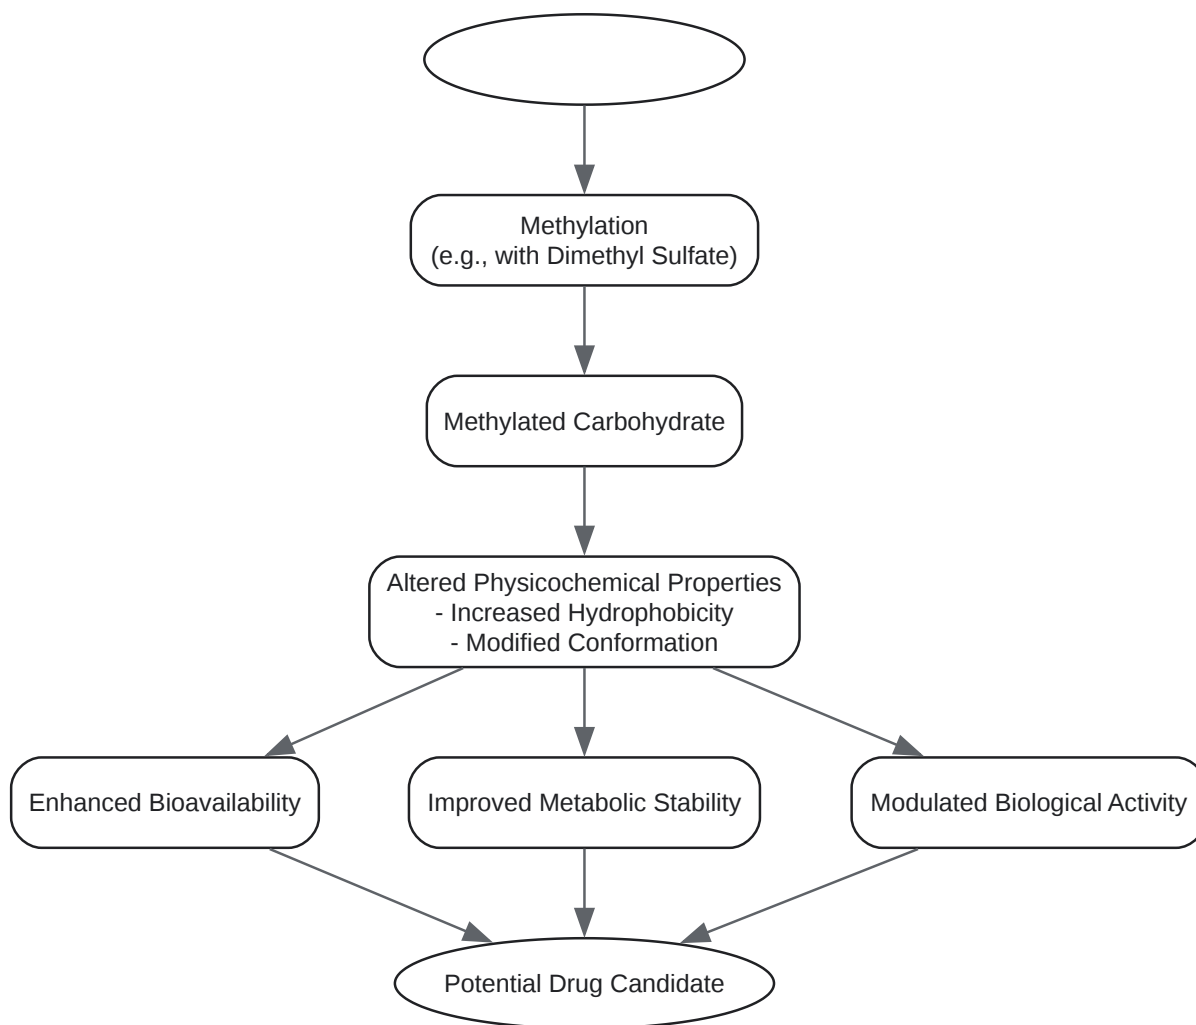 Methylation
(e.g., with Dimethyl Sulfate)
Methylated Carbohydrate
Altered Physicochemical Properties
- Increased Hydrophobicity
- Modified Conformation
Enhanced Bioavailability
Improved Metabolic Stability
Modulated Biological Activity
Potential Drug Candidate